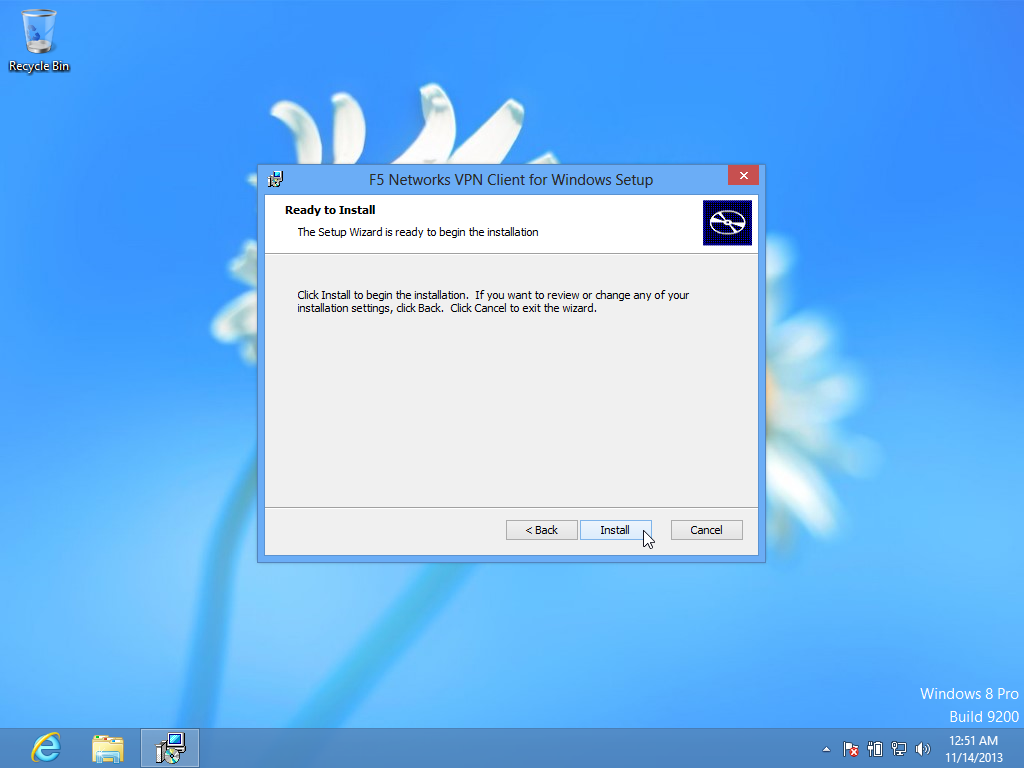 Recycle Bin
F5 Networks VPN Client for Windows Setup
Ready to Install
The Setup Wizard is ready to begin the installation
Click Install to begin the installation.  If you want to review or change any of your
installation settings, click Back.  Click Cancel to exit the wizard.
< Back
Install
Cancel
Windows 8 Pro
Build 9200
12:51 AM
11/14/2013